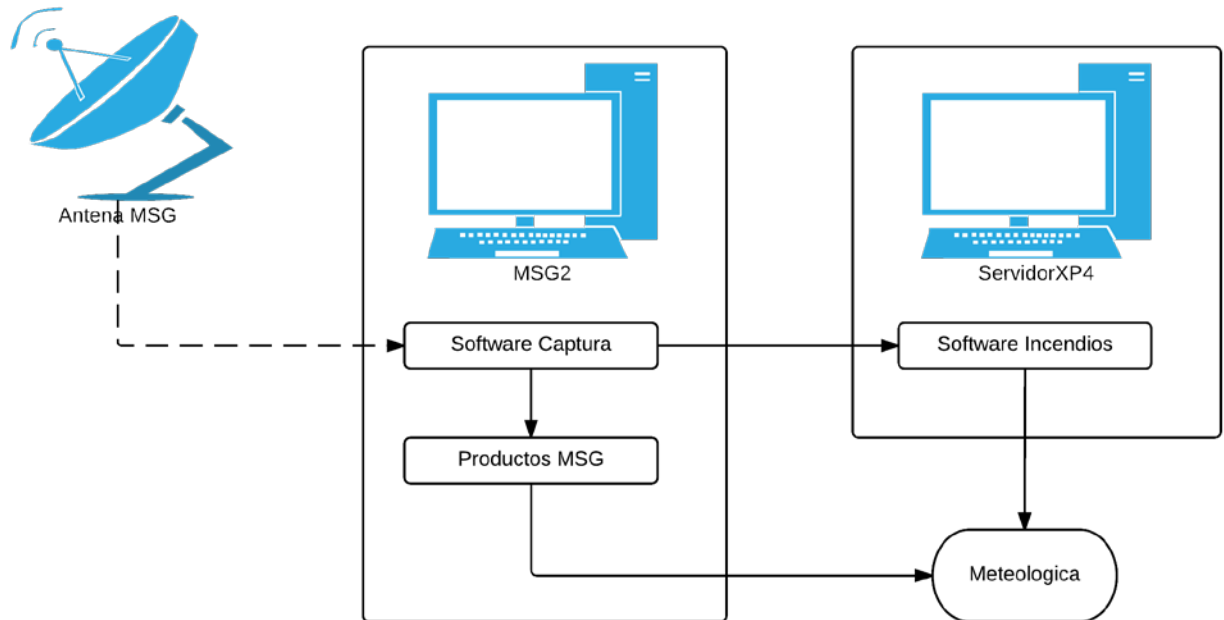 Antena MSG
MSG2
ServidorXP4
Software Captura
Software Incendios
Productos MSG
Meteologica